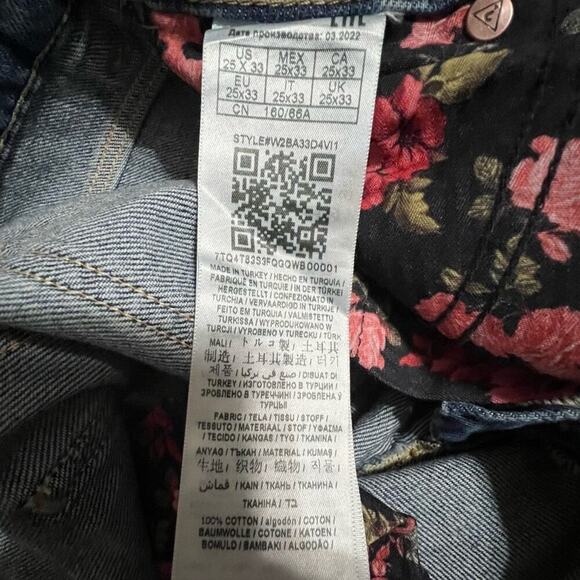 EAC
Дата производства: 03.2022
US MEX CA
25 X 33 25x33 25x33
EU IT UK
25x33 25x33 25x33
CN 160/66A
STYLE#W2BA33D4VI1
7TQ4T83S3FQGQWB00D01
MADE IN TURKEY / HECHO EN TURQUIA /
FABRIQUÉ EN TURQUIE / IN DER TÜRKEI
HERGESTELLT / CONFEZIONATO IN
TURCHIA / VERVAARDIGD IN TURKIJE /
FEITO EM TURQUIA / VALMISTETTU
TURKISSA / WYPRODUKOWANO W
TURCJI / VYROBENO V TURECKU / TÜRK
MALI / トルコ製 / 土耳其
制造 / 土耳其製造 / 터키
제품 / صنع في تركيا / DIBUAT DI
TURKEY / ИЗГОТОВЛЕНО В ТУРЦИИ /
ЗРОБЛЕНО В ТУРЕЧЧИНІ / ЗРОБЛЕНА Ў
ТУРЦЫІ
FABRIC / TELA / TISSU / STOFF /
TESSUTO / MATERIAAL / STOF / ΥΦΑΣΜΑ
/ TECIDO / KANGAS / TYG / TKANINA /
ANYAG / ТЪКАН / MATERIAL / KUMAŞ /
生地 / 织物 / 織物 / 직물 /
قماش / KAIN / ТКАНЬ / ТКАНИНА /
ТКАНІНА / בד
100% COTTON / algodón / COTON /
BAUMWOLLE / COTONE / KATOEN /
BOMULD / ΒΑΜΒΑΚΙ / ALGODÃO /